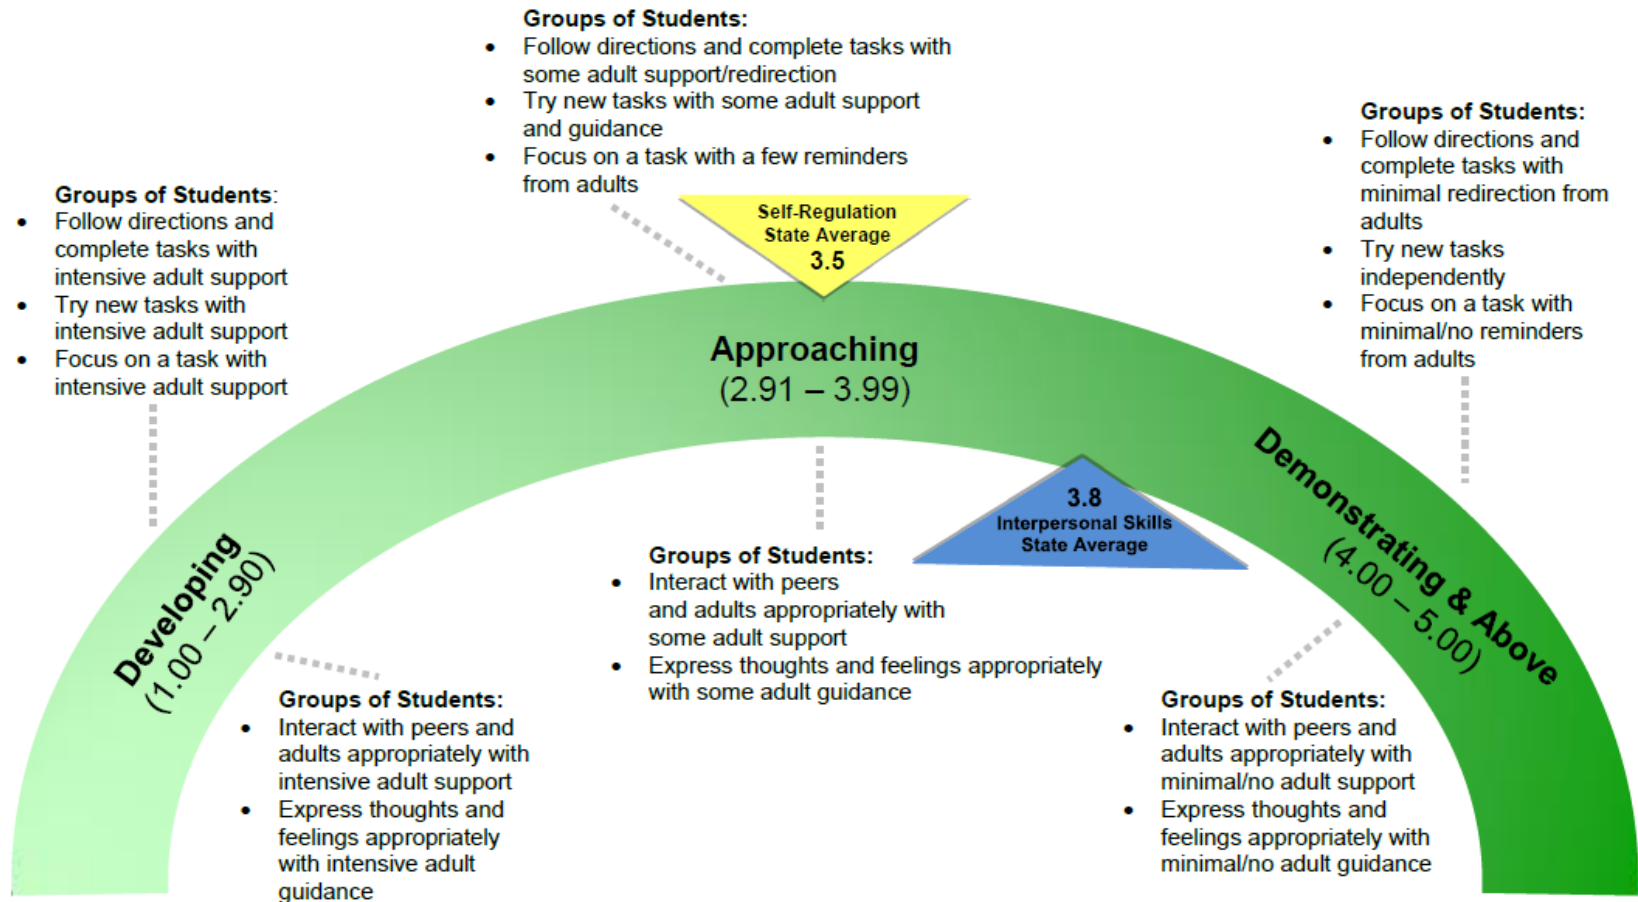 Groups of Students:
• Follow directions and complete tasks with
some adult support/redirection
• Try new tasks with some adult support
and guidance
• Focus on a task with a few reminders
from adults
Groups of Students:
• Follow directions and
complete tasks with
minimal redirection from
adults
• Try new tasks
independently
• Focus on a task with
minimal/no reminders
from adults
Groups of Students:
• Follow directions and
complete tasks with
intensive adult support
• Try new tasks with
intensive adult support
• Focus on a task with
intensive adult support
Self-Regulation
State Average
3.5
Approaching
(2.91 – 3.99)
Developing
(1.00 – 2.90)
Demonstrating & Above
(4.00 – 5.00)
3.8
Interpersonal Skills
State Average
Groups of Students:
• Interact with peers
and adults appropriately with
some adult support
• Express thoughts and feelings appropriately
with some adult guidance
Groups of Students:
• Interact with peers and
adults appropriately with
intensive adult support
• Express thoughts and
feelings appropriately
with intensive adult
guidance
Groups of Students:
• Interact with peers and
adults appropriately with
minimal/no adult support
• Express thoughts and
feelings appropriately with
minimal/no adult guidance